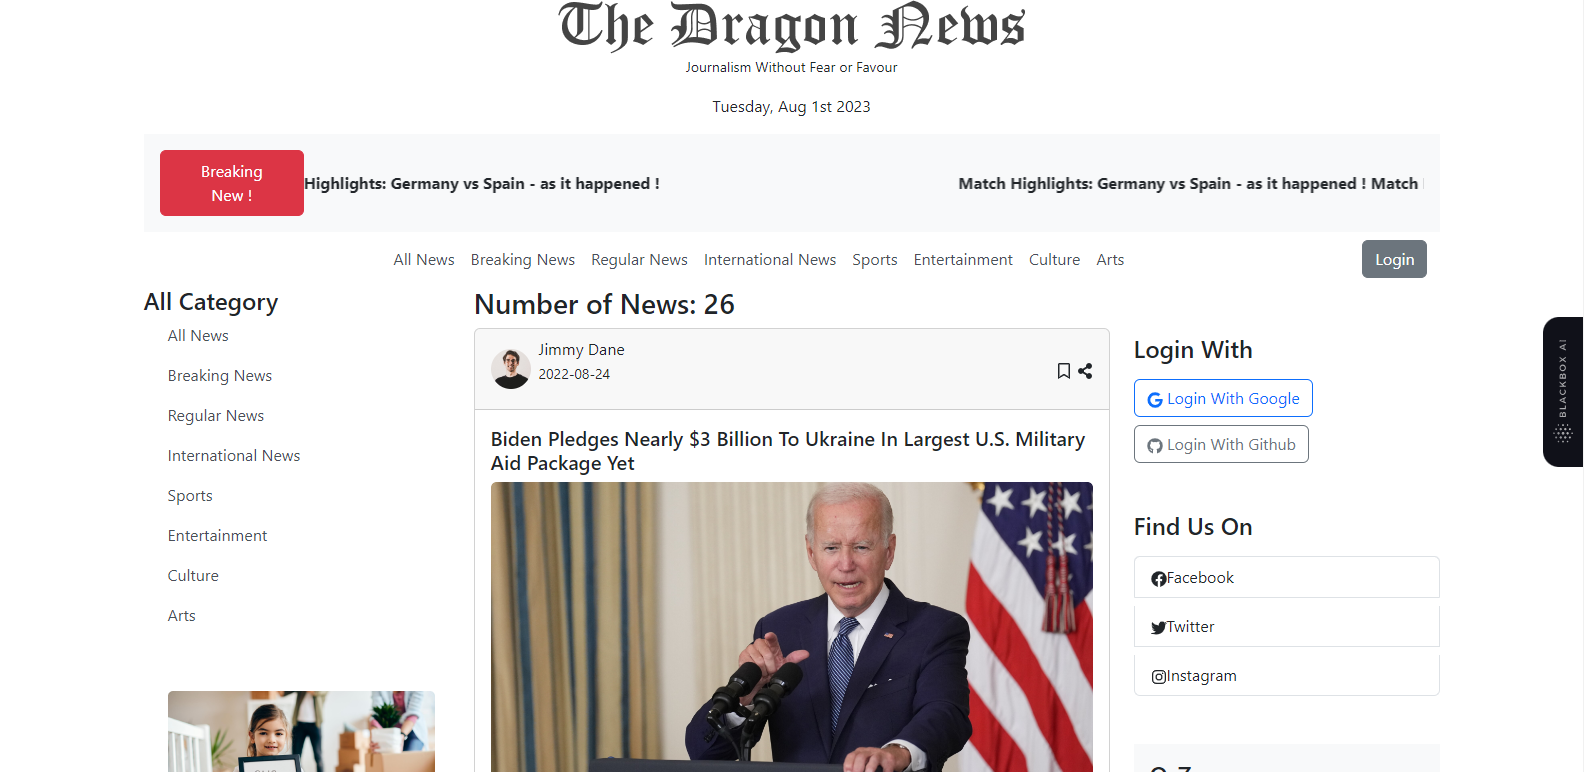 The Dragon News
Journalism Without Fear or Favour
Tuesday, Aug 1st 2023
Breaking
New !
Highlights: Germany vs Spain - as it happened !
Match Highlights: Germany vs Spain - as it happened ! Match
All News
Breaking News
Regular News
International News
Sports
Entertainment
Culture
Arts
Login
All Category
All News
Breaking News
Regular News
International News
Sports
Entertainment
Culture
Arts
Number of News: 26
Jimmy Dane
2022-08-24
Biden Pledges Nearly $3 Billion To Ukraine In Largest U.S. Military
Aid Package Yet
Login With
Login With Google
Login With Github
Find Us On
Facebook
Twitter
Instagram
BLACKBOX AI